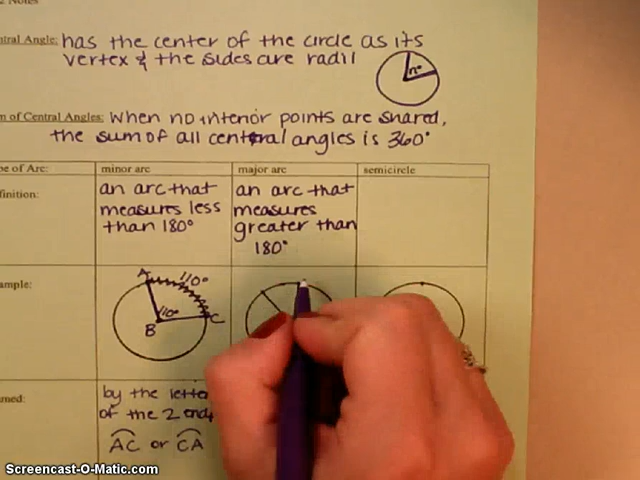 Notes
ntral Angle: has the center of the circle as its
vertex & the sides are radii
n°
m of Central Angles: When no interior points are shared,
the sum of all central angles is 360°
e of Arc: minor arc major arc semicircle
finition: an arc that an arc that
measures less measures
than 180° greater than
180°
ample: A 110°
110° C
B
amed: by the lette
of the 2 end
AC or CA
Screencast-O-Matic.com